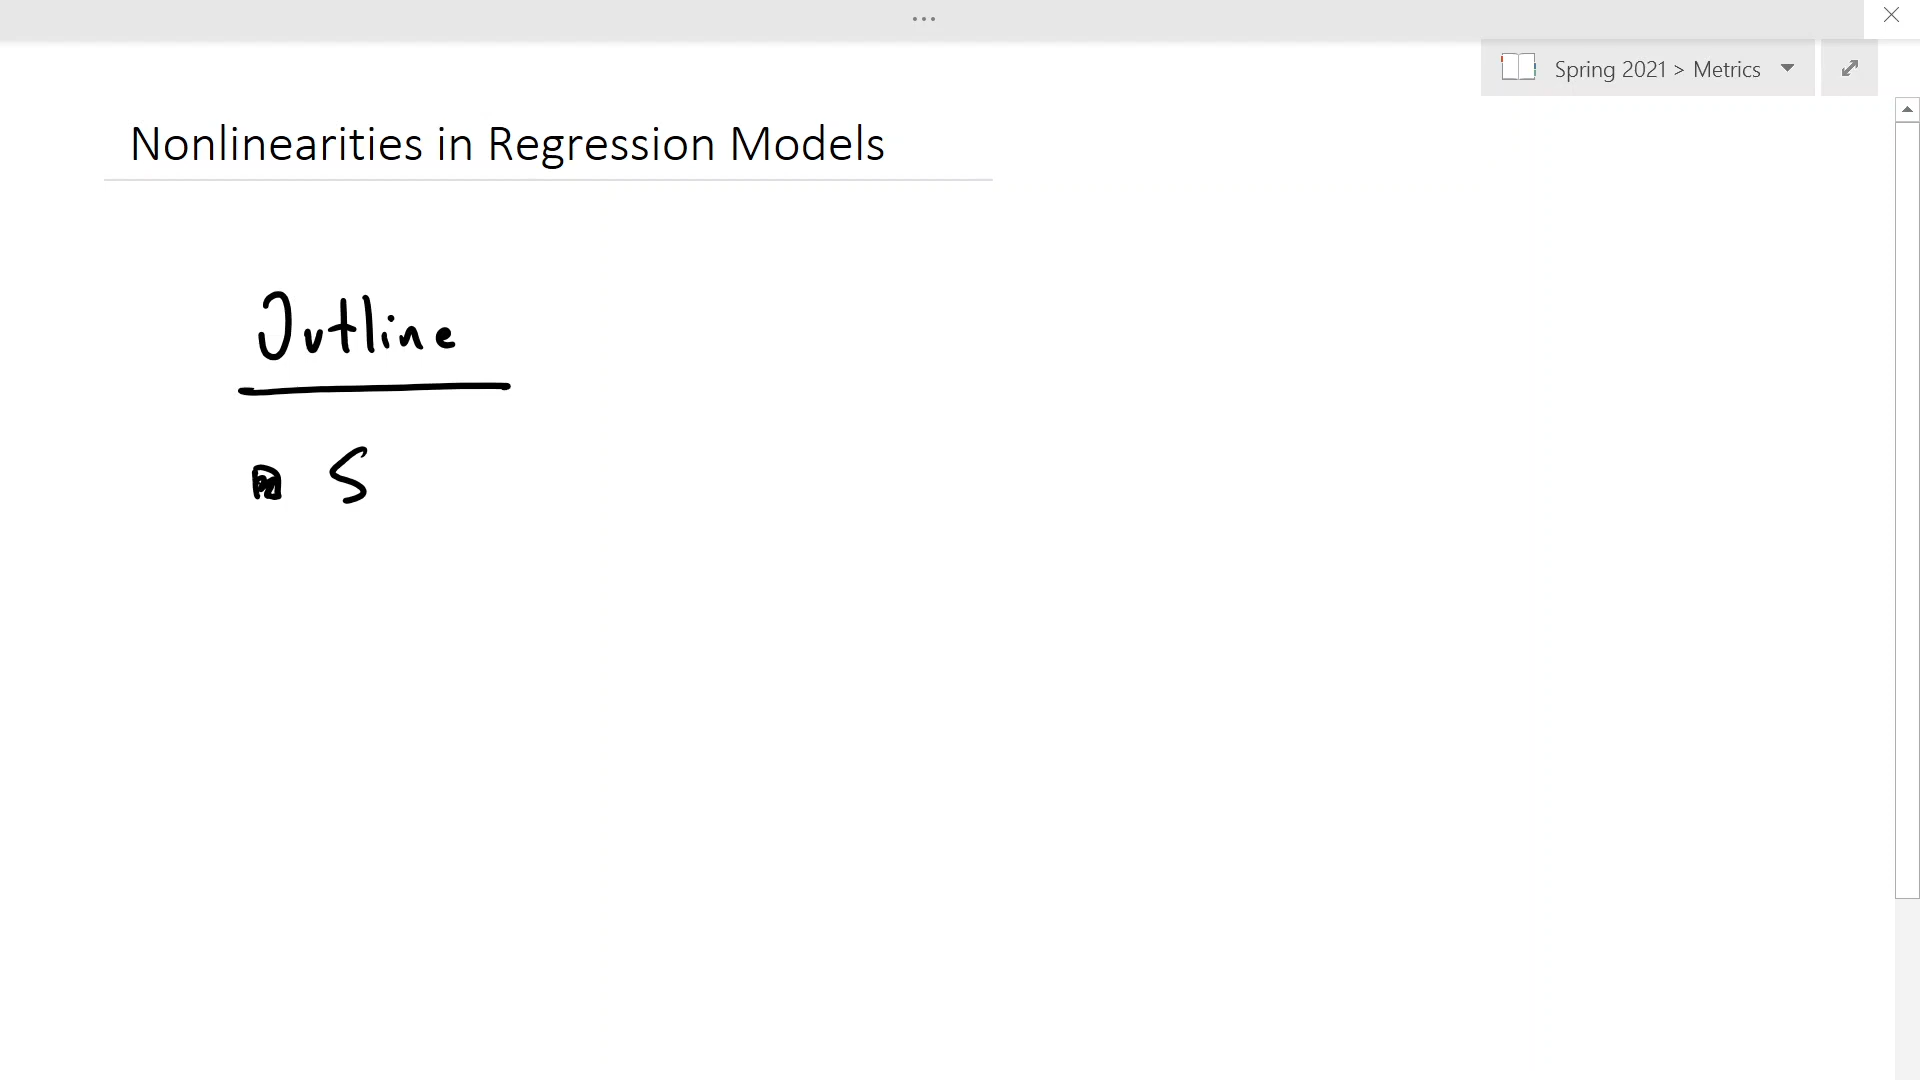 Spring 2021 > Metrics
Nonlinearities in Regression Models
Outline
S